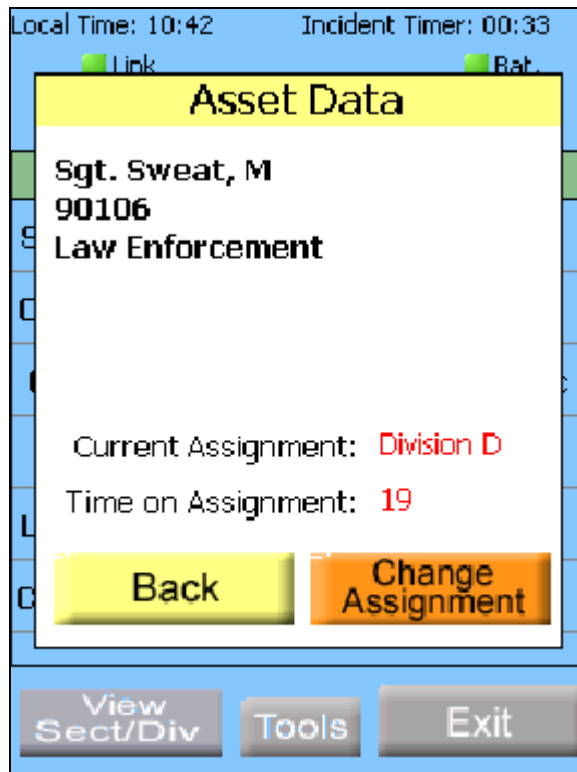 Local Time: 10:42 Incident Timer: 00:33
Link Bat.
Asset Data
Sgt. Sweat, M
90106
Law Enforcement
Current Assignment: Division D
Time on Assignment: 19
Back
Change
Assignment
View
Sect/Div
Tools
Exit